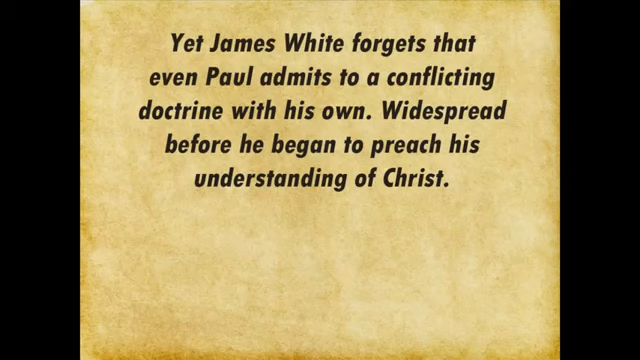 Yet James White forgets that
even Paul admits to a conflicting
doctrine with his own. Widespread
before he began to preach his
understanding of Christ.